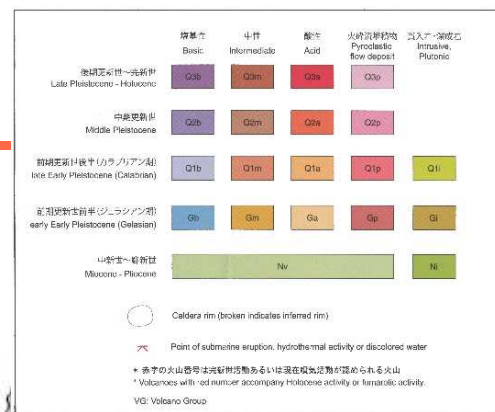 塩基性 中性 酸性 火砕流堆積物 貫入岩・深成岩
Basic Intermediate Acid Pyroclastic flow deposit Intrusive, Plutonic
後期更新世～完新世
Late Pleistocene - Holocene
Q3b Q3m Q3a Q3p
中期更新世
Middle Pleistocene
Q2b Q2m Q2a Q2p
前期更新世後半(カラブリアン期)
late Early Pleistocene (Calabrian)
Q1b Q1m Q1a Q1p Q1i
前期更新世前半(ジェラシアン期)
early Early Pleistocene (Gelasian)
Gb Gm Ga Gp Gi
中新世～鮮新世
Miocene - Pliocene
Nv Ni
Caldera rim (broken indicates inferred rim)
Point of submarine eruption, hydrothermal activity or discolored water
* 赤字の火山番号は完新世活動あるいは現在噴気活動が認められる火山
* Volcanoes with red number accompany Holocene activity or fumarolic activity.
VG: Volcano Group